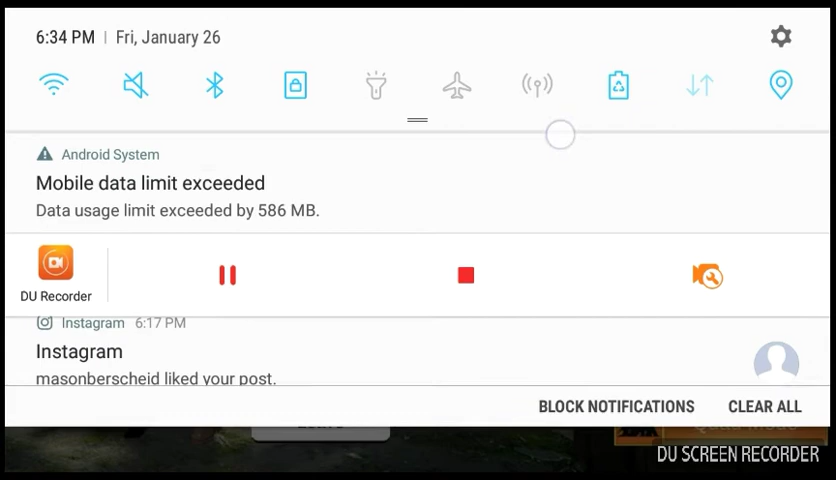 6:34 PM | Fri, January 26
Android System
Mobile data limit exceeded
Data usage limit exceeded by 586 MB.
DU Recorder
Instagram 6:17 PM
Instagram
masonberscheid liked your post.
BLOCK NOTIFICATIONS CLEAR ALL
DU SCREEN RECORDER